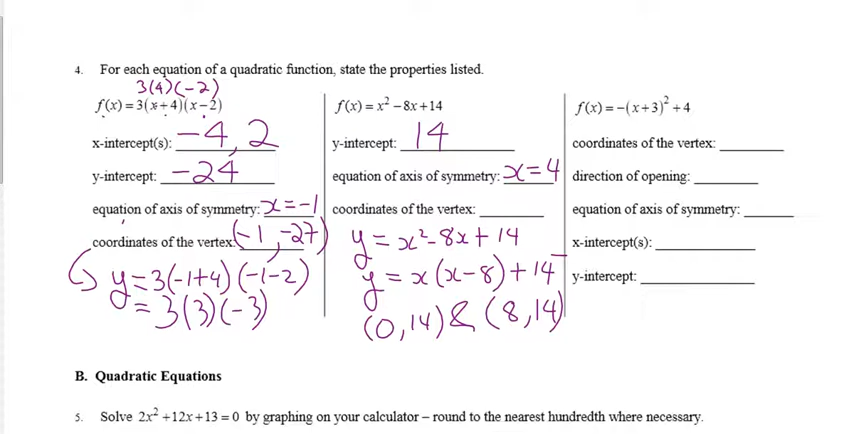 4. For each equation of a quadratic function, state the properties listed.
3(4)(-2)
f(x) = 3(x+4)(x-2)
x-intercept(s): -4, 2
y-intercept: -24
equation of axis of symmetry: x=-1
coordinates of the vertex: (-1, -27)
y=3(-1+4)(-1-2)
=3(3)(-3)
f(x) = x² - 8x + 14
y-intercept: 14
equation of axis of symmetry: x=4
coordinates of the vertex:
y=x²-8x+14
y=x(x-8)+14
(0,14) & (8,14)
f(x) = -(x+3)² + 4
coordinates of the vertex:
direction of opening:
equation of axis of symmetry:
x-intercept(s):
y-intercept:
B. Quadratic Equations
5. Solve 2x² + 12x + 13 = 0 by graphing on your calculator – round to the nearest hundredth where necessary.